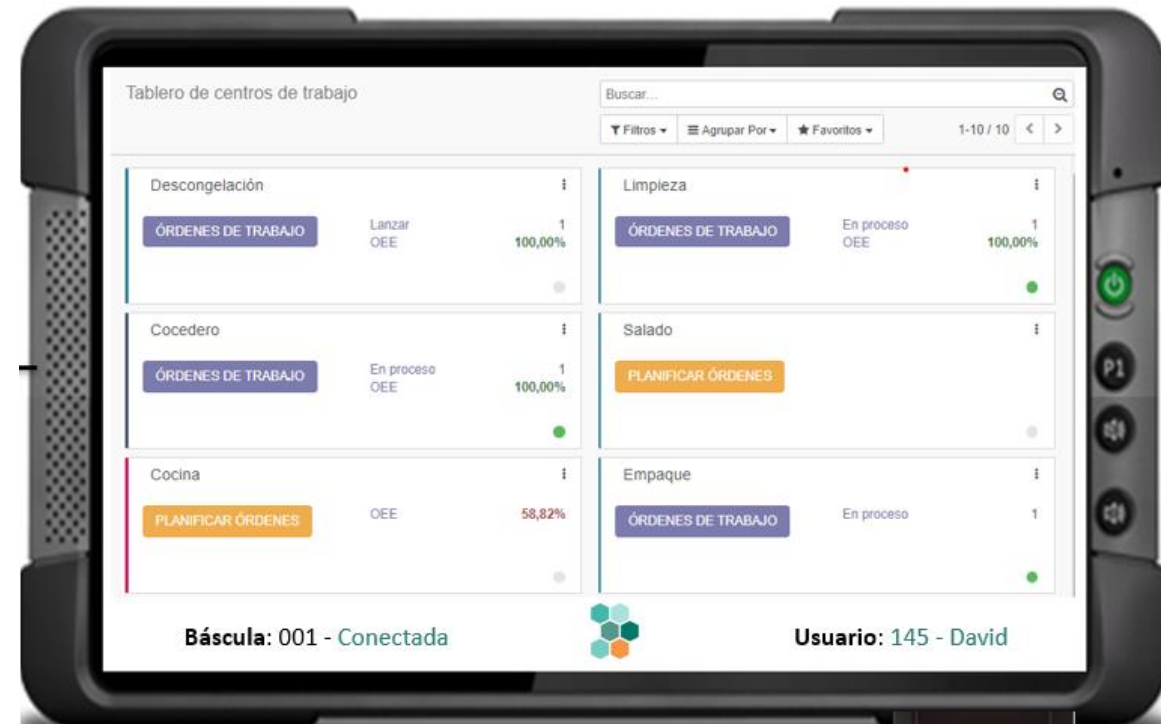 Tablero de centros de trabajo
Buscar...
Filtros Agrupar Por Favoritos 1-10 / 10
Descongelación
ÓRDENES DE TRABAJO Lanzar 1
OEE 100,00%
Limpieza
ÓRDENES DE TRABAJO En proceso 1
OEE 100,00%
Cocedero
ÓRDENES DE TRABAJO En proceso 1
OEE 100,00%
Salado
PLANIFICAR ÓRDENES
Cocina
PLANIFICAR ÓRDENES OEE 58,82%
Empaque
ÓRDENES DE TRABAJO En proceso 1
Báscula: 001 - Conectada
Usuario: 145 - David
P1